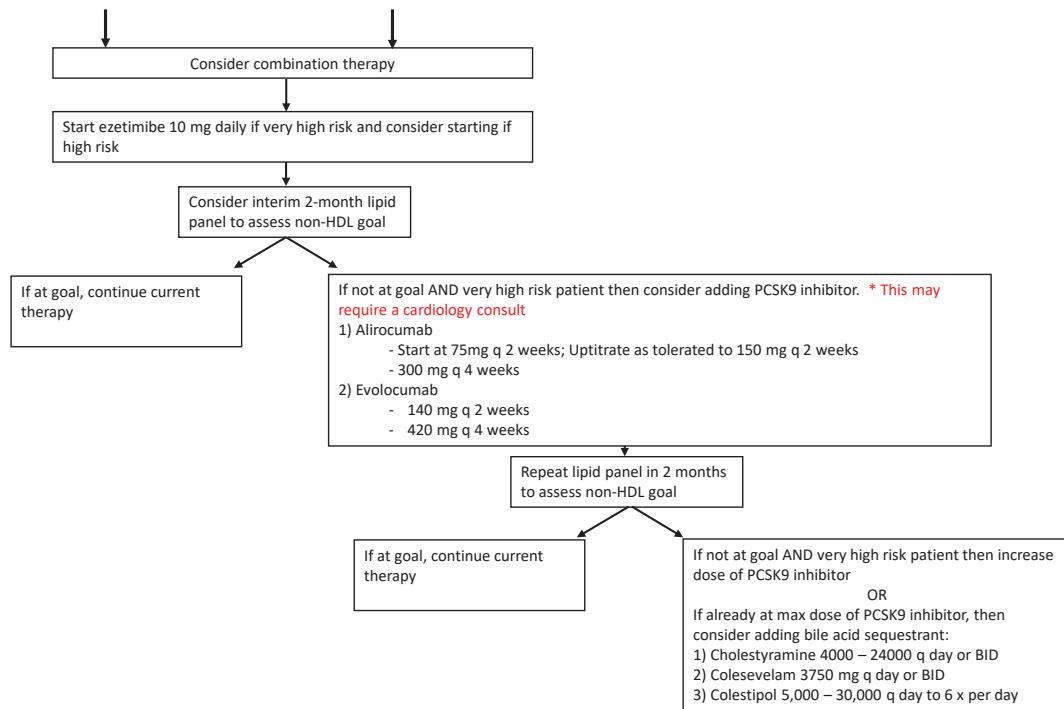 Consider combination therapy
Start ezetimibe 10 mg daily if very high risk and consider starting if
high risk
Consider interim 2-month lipid
panel to assess non-HDL goal
If at goal, continue current
therapy
If not at goal AND very high risk patient then consider adding PCSK9 inhibitor. * This may
require a cardiology consult
1) Alirocumab
- Start at 75mg q 2 weeks; Uptitrate as tolerated to 150 mg q 2 weeks
- 300 mg q 4 weeks
2) Evolocumab
- 140 mg q 2 weeks
- 420 mg q 4 weeks
Repeat lipid panel in 2 months
to assess non-HDL goal
If at goal, continue current
therapy
If not at goal AND very high risk patient then increase
dose of PCSK9 inhibitor
OR
If already at max dose of PCSK9 inhibitor, then
consider adding bile acid sequestrant:
1) Cholestyramine 4000 – 24000 q day or BID
2) Colesevelam 3750 mg q day or BID
3) Colestipol 5,000 – 30,000 q day to 6 x per day